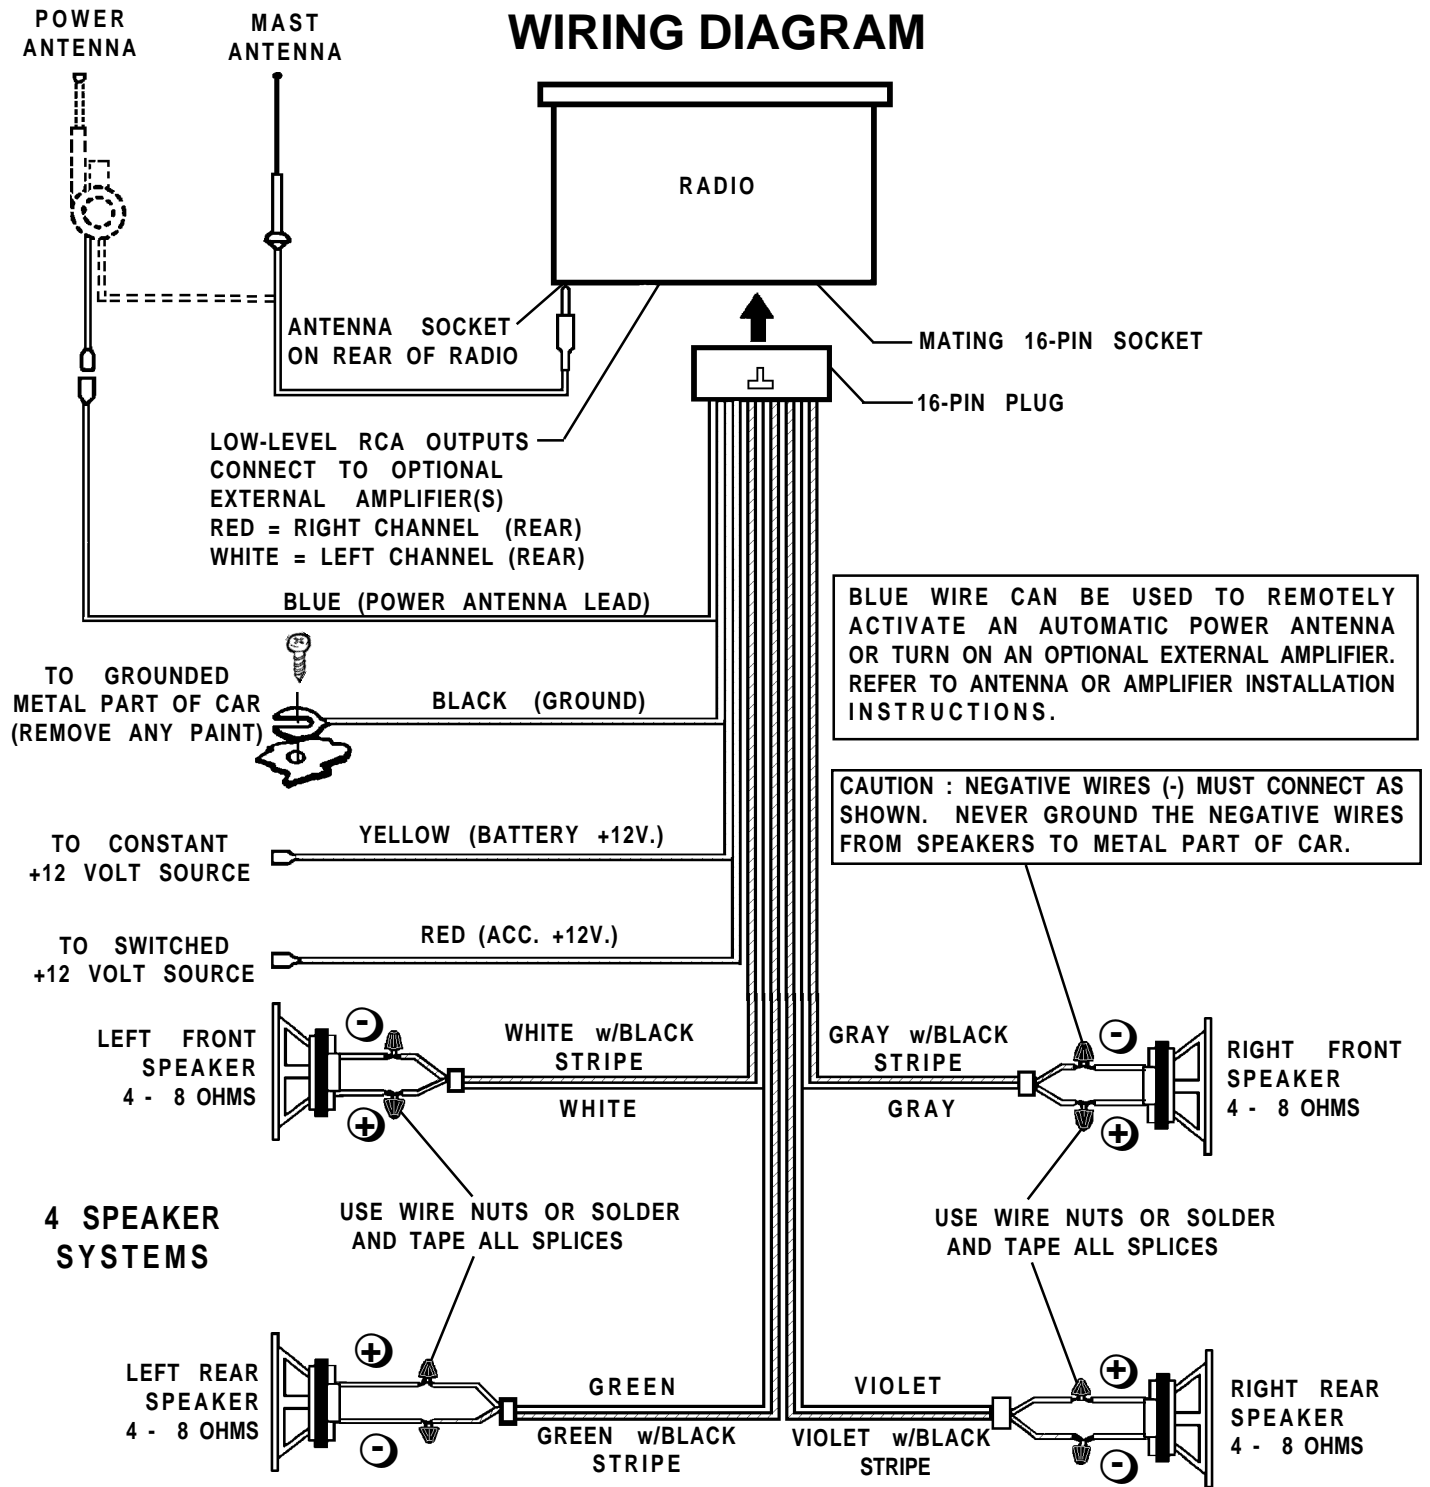 WIRING DIAGRAM
POWER
ANTENNA
MAST
ANTENNA
RADIO
ANTENNA SOCKET
ON REAR OF RADIO
MATING 16-PIN SOCKET
16-PIN PLUG
LOW-LEVEL RCA OUTPUTS
CONNECT TO OPTIONAL
EXTERNAL AMPLIFIER(S)
RED = RIGHT CHANNEL (REAR)
WHITE = LEFT CHANNEL (REAR)
BLUE (POWER ANTENNA LEAD)
BLUE WIRE CAN BE USED TO REMOTELY
ACTIVATE AN AUTOMATIC POWER ANTENNA
OR TURN ON AN OPTIONAL EXTERNAL AMPLIFIER.
REFER TO ANTENNA OR AMPLIFIER INSTALLATION
INSTRUCTIONS.
TO GROUNDED
METAL PART OF CAR
(REMOVE ANY PAINT)
BLACK (GROUND)
CAUTION : NEGATIVE WIRES (-) MUST CONNECT AS
SHOWN. NEVER GROUND THE NEGATIVE WIRES
FROM SPEAKERS TO METAL PART OF CAR.
TO CONSTANT
+12 VOLT SOURCE
YELLOW (BATTERY +12V.)
TO SWITCHED
+12 VOLT SOURCE
RED (ACC. +12V.)
LEFT FRONT
SPEAKER
4 - 8 OHMS
-
+
WHITE w/BLACK
STRIPE
WHITE
GRAY w/BLACK
STRIPE
GRAY
-
+
RIGHT FRONT
SPEAKER
4 - 8 OHMS
4 SPEAKER
SYSTEMS
USE WIRE NUTS OR SOLDER
AND TAPE ALL SPLICES
USE WIRE NUTS OR SOLDER
AND TAPE ALL SPLICES
LEFT REAR
SPEAKER
4 - 8 OHMS
+
-
GREEN
GREEN w/BLACK
STRIPE
VIOLET
VIOLET w/BLACK
STRIPE
+
-
RIGHT REAR
SPEAKER
4 - 8 OHMS